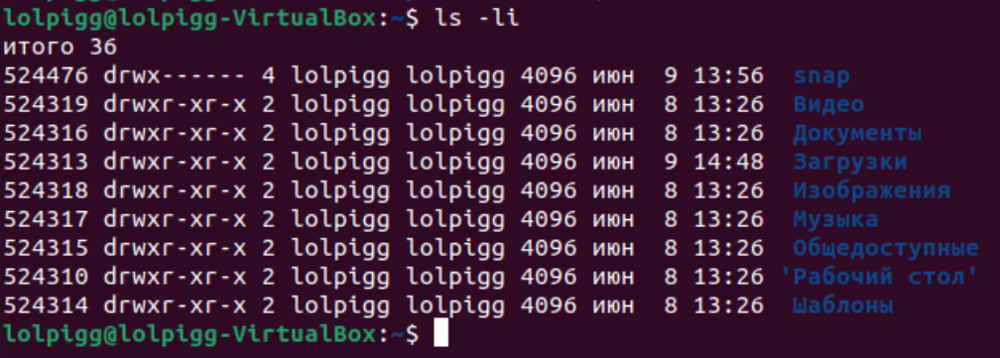 lolpigg@lolpigg-VirtualBox:~$ ls -li
итого 36
524476 drwx------ 4 lolpigg lolpigg 4096 июн  9 13:56  snap
524319 drwxr-xr-x 2 lolpigg lolpigg 4096 июн  8 13:26  Видео
524316 drwxr-xr-x 2 lolpigg lolpigg 4096 июн  8 13:26  Документы
524313 drwxr-xr-x 2 lolpigg lolpigg 4096 июн  9 14:48  Загрузки
524318 drwxr-xr-x 2 lolpigg lolpigg 4096 июн  8 13:26  Изображения
524317 drwxr-xr-x 2 lolpigg lolpigg 4096 июн  8 13:26  Музыка
524315 drwxr-xr-x 2 lolpigg lolpigg 4096 июн  8 13:26  Общедоступные
524310 drwxr-xr-x 2 lolpigg lolpigg 4096 июн  8 13:26 'Рабочий стол'
524314 drwxr-xr-x 2 lolpigg lolpigg 4096 июн  8 13:26  Шаблоны
lolpigg@lolpigg-VirtualBox:~$